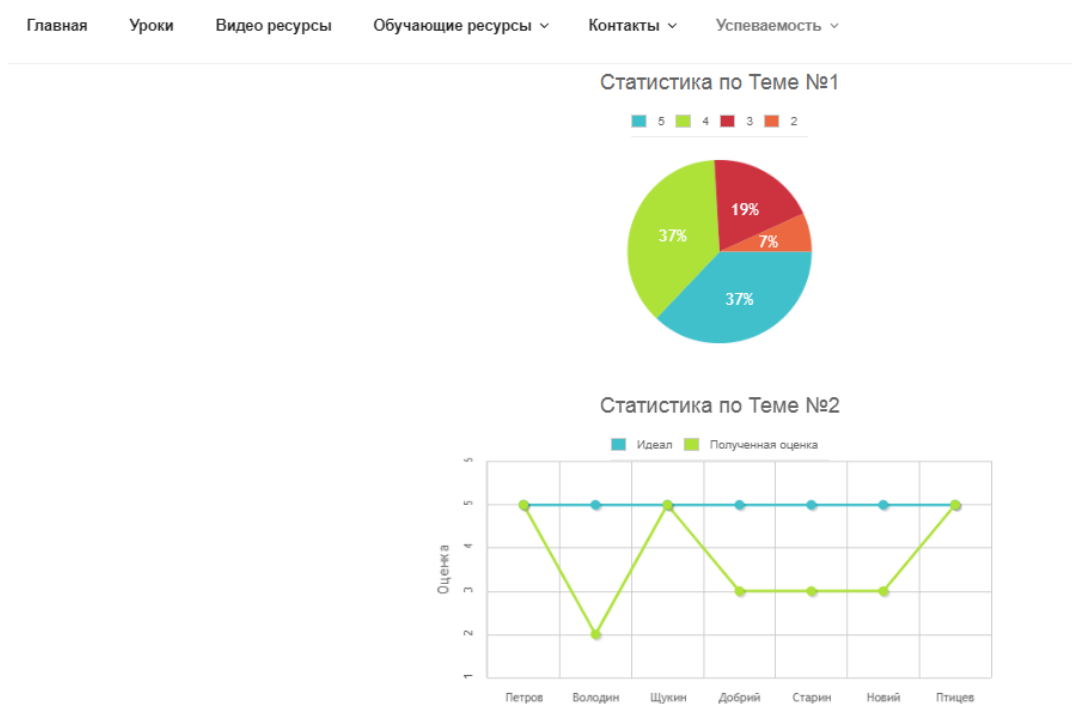 Главная Уроки Видео ресурсы Обучающие ресурсы Контакты Успеваемость
Статистика по Теме №1
5 4 3 2
19%
37%
7%
37%
Статистика по Теме №2
Идеал Полученная оценка
6
5
4
3
2
1
Оценка
Петров Володин Щукин Добрий Старин Новий Птицев